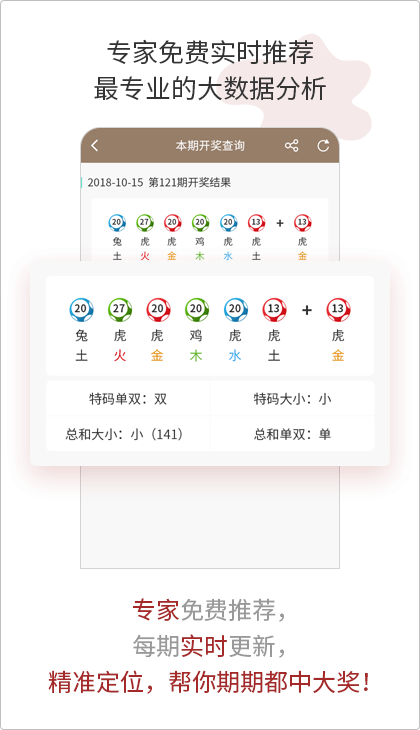 专家免费实时推荐
最专业的大数据分析
本期开奖查询
2018-10-15 第121期开奖结果
20 27 20 20 20 13 + 13
兔 虎 虎 鸡 虎 虎 虎
土 火 金 木 水 土 金
20 27 20 20 20 13 + 13
兔 虎 虎 鸡 虎 虎 虎
土 火 金 木 水 土 金
特码单双：双 特码大小：小
总和大小：小（141） 总和单双：单
专家免费推荐，
每期实时更新，
精准定位，帮你期期都中大奖！